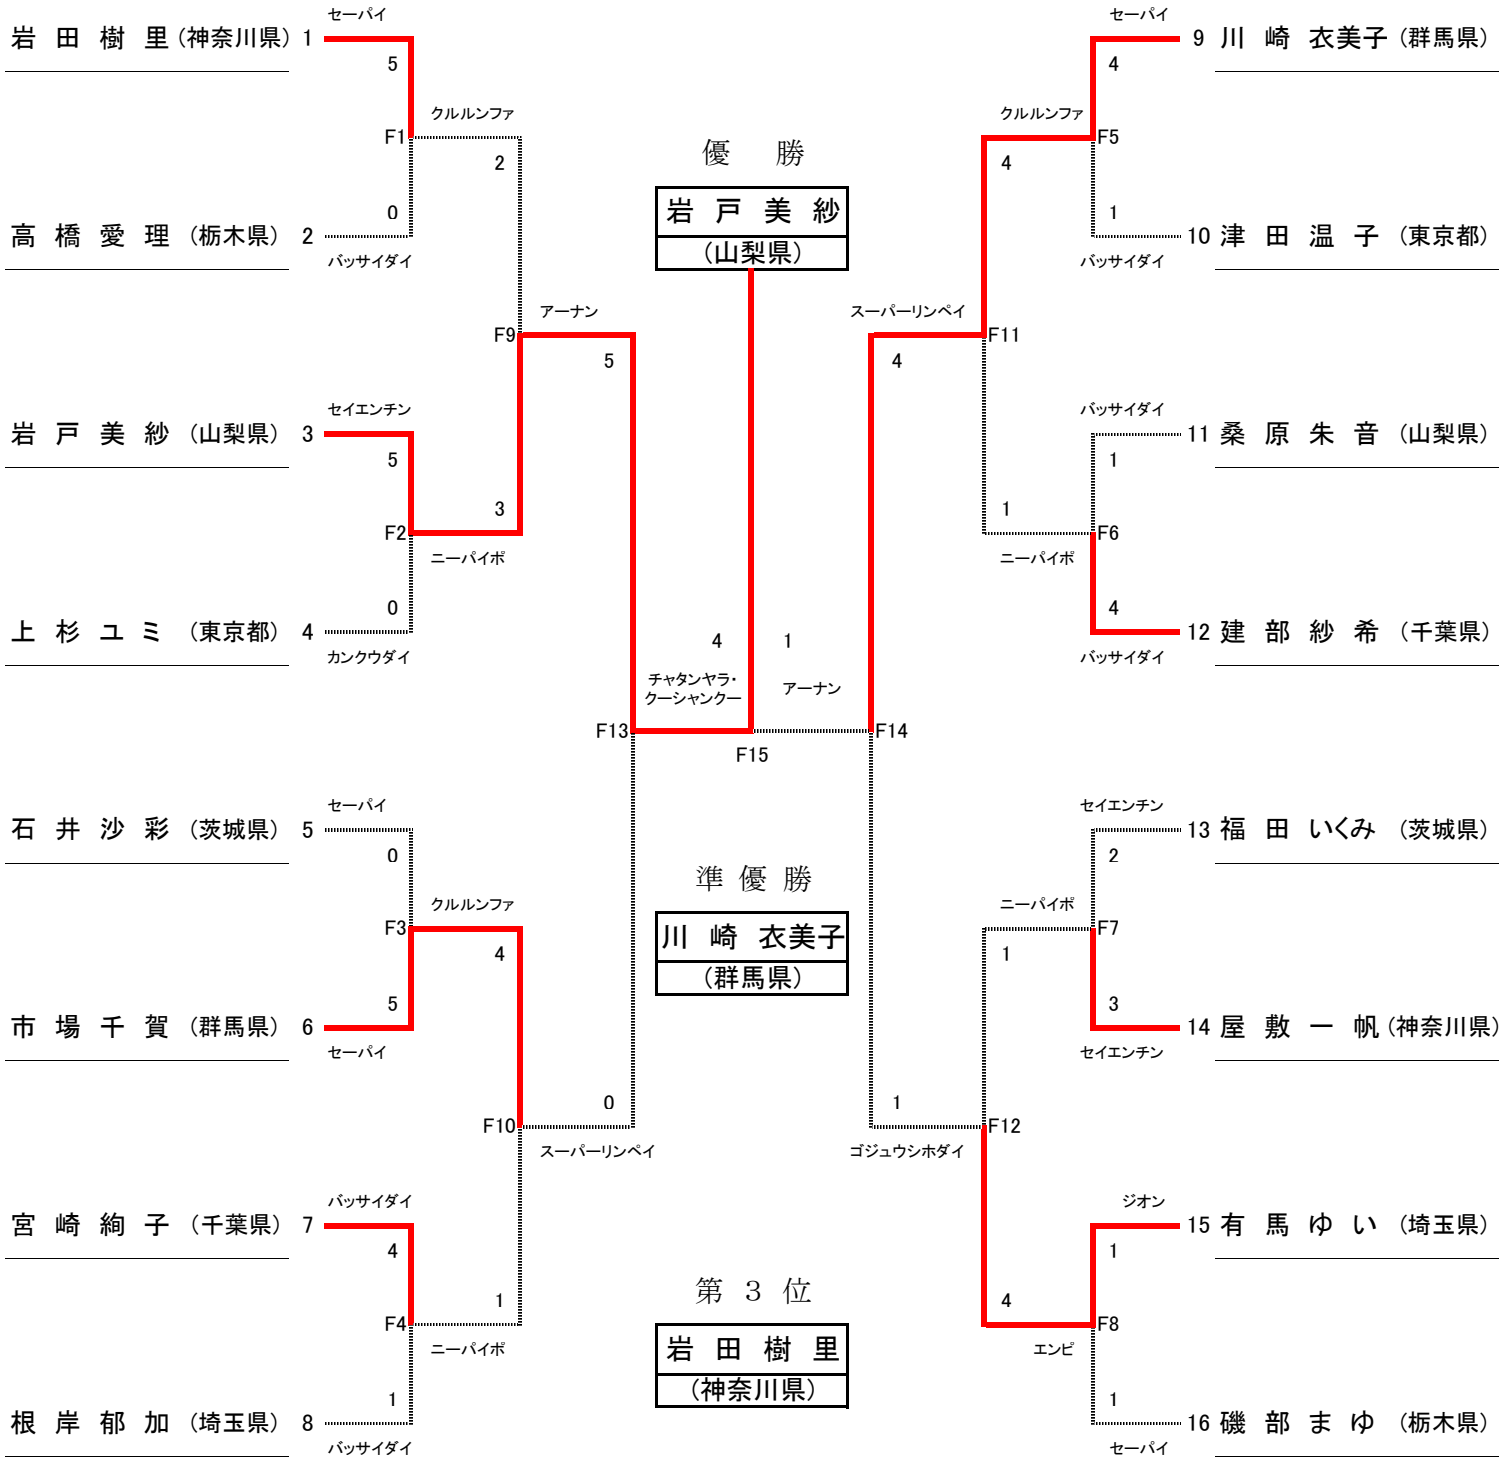 セーパイ
岩 田 樹 里 (神奈川県) 1
5
クルルンファ
F1
2
0
高 橋 愛 理 (栃木県) 2
バッサイダイ
アーナン
F9
5
セイエンチン
岩 戸 美 紗 (山梨県) 3
5
3
F2
ニーパイポ
0
上 杉 ユ ミ (東京都) 4
カンクウダイ
セーパイ
石 井 沙 彩 (茨城県) 5
0
クルルンファ
F3
4
5
市 場 千 賀 (群馬県) 6
セーパイ
0
F10
スーパーリンペイ
バッサイダイ
宮 崎 絢 子 (千葉県) 7
4
1
F4
ニーパイポ
1
根 岸 郁 加 (埼玉県) 8
バッサイダイ
優 勝
岩 戸 美 紗
(山梨県)
4
1
チャタンヤラ・
クーシャンクー
アーナン
F13
F14
F15
準 優 勝
川 崎 衣美子
(群馬県)
第 3 位
岩 田 樹 里
(神奈川県)
セーパイ
9 川 崎 衣美子 (群馬県)
4
クルルンファ
F5
4
1
10 津 田 温 子 (東京都)
バッサイダイ
スーパーリンペイ
F11
4
バッサイダイ
11 桑 原 朱 音 (山梨県)
1
1
F6
ニーパイポ
4
12 建 部 紗 希 (千葉県)
バッサイダイ
セイエンチン
13 福 田 いくみ (茨城県)
2
ニーパイポ
F7
1
3
14 屋 敷 一 帆 (神奈川県)
セイエンチン
1
F12
ゴジュウシホダイ
ジオン
15 有 馬 ゆ い (埼玉県)
1
4
F8
エンピ
1
16 磯 部 ま ゆ (栃木県)
セーパイ